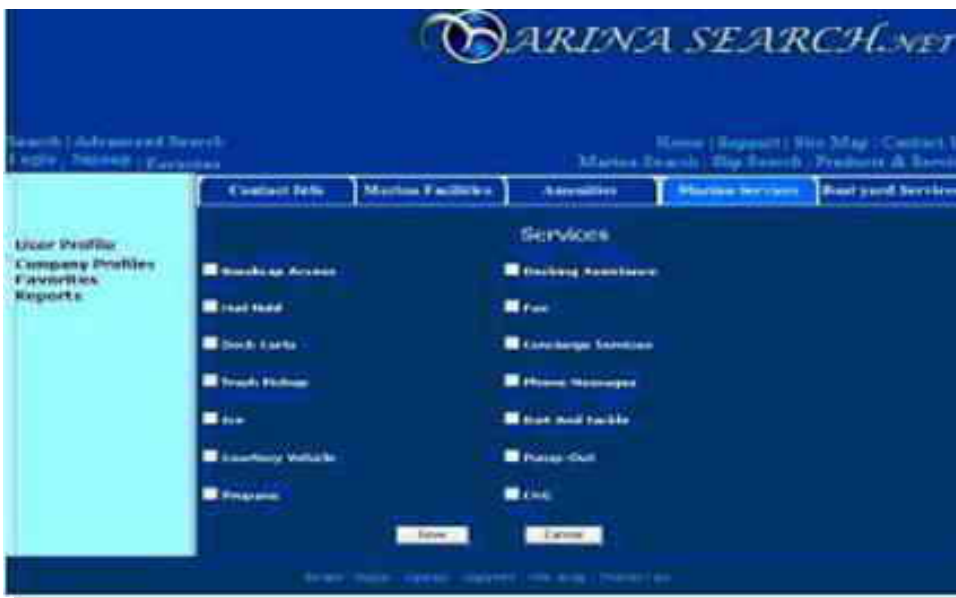 MARINA SEARCH.NET
Search | Advanced Search
Home | Support | Site Map | Contact
Login | Signup | Favorites
Marina Search | Slip Search | Products & Servic
Contact Info Marina Facilities Amenities Marina Services Boat yard Services
Services
User Profile
Company Profiles
Favorites
Reports
Handicap Access Docking Assistance
Mail Hold Fax
Dock Carts Concierge Services
Trash Pickup Phone Messages
Ice Bait And Tackle
Courtesy Vehicle Pump-Out
Propane CNG
Save Cancel